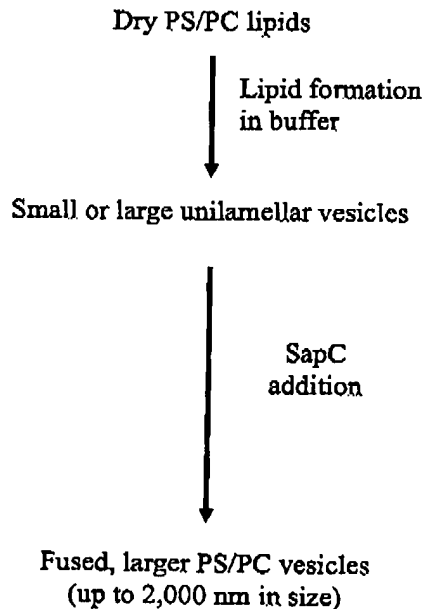 Dry PS/PC lipids
Lipid formation
in buffer
Small or large unilamellar vesicles
SapC
addition
Fused, larger PS/PC vesicles
(up to 2,000 nm in size)